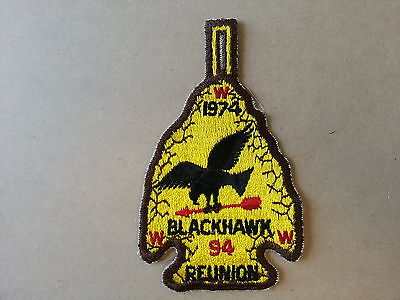 W
1974
BLACKHAWK
W 94 W
REUNION